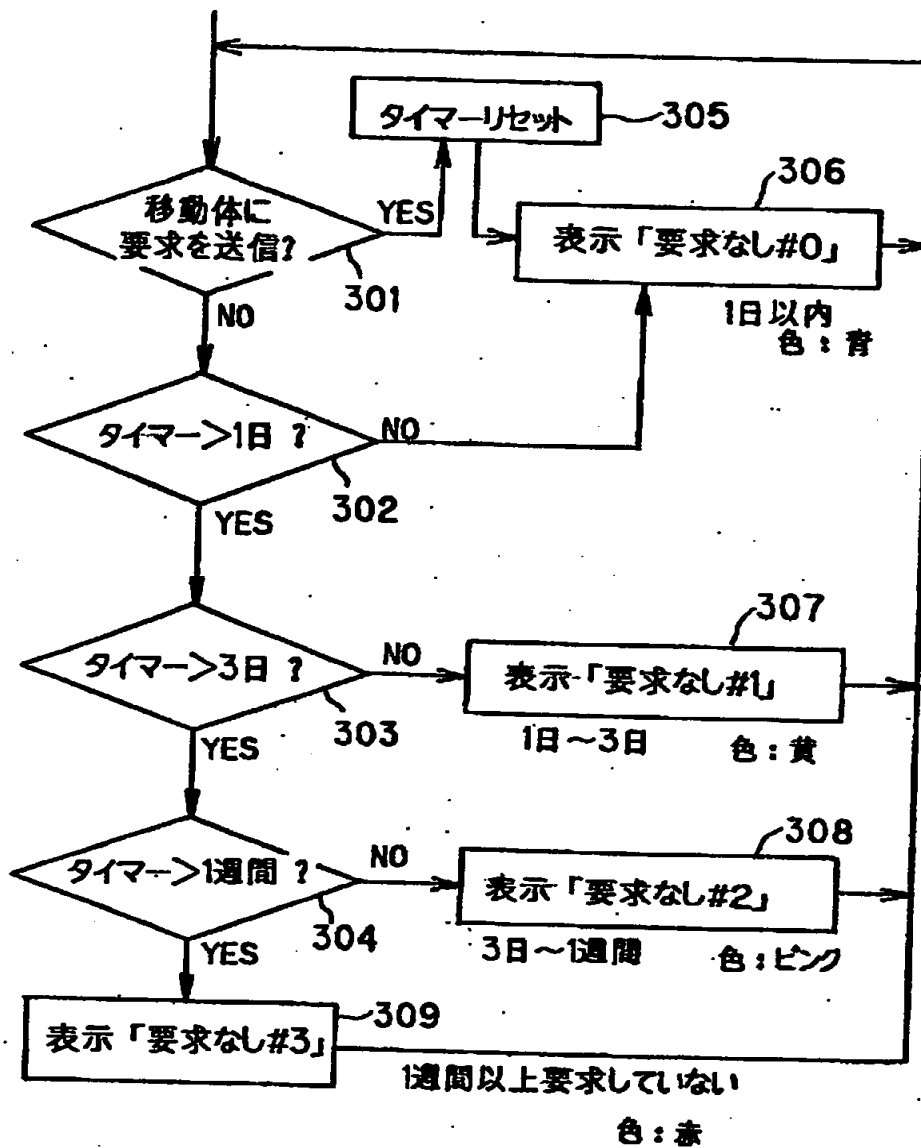 タイマーリセット
305
306
移動体に
要求を送信?
YES
表示「要求なし#0」
301
1日以内
色:青
NO
タイマー>1日 ?
NO
302
YES
307
タイマー>3日 ?
NO
表示「要求なし#1」
303
1日~3日
色:黄
YES
308
タイマー>1週間 ?
NO
表示「要求なし#2」
304
3日~1週間
色:ピンク
YES
309
表示「要求なし#3」
1週間以上要求していない
色:赤